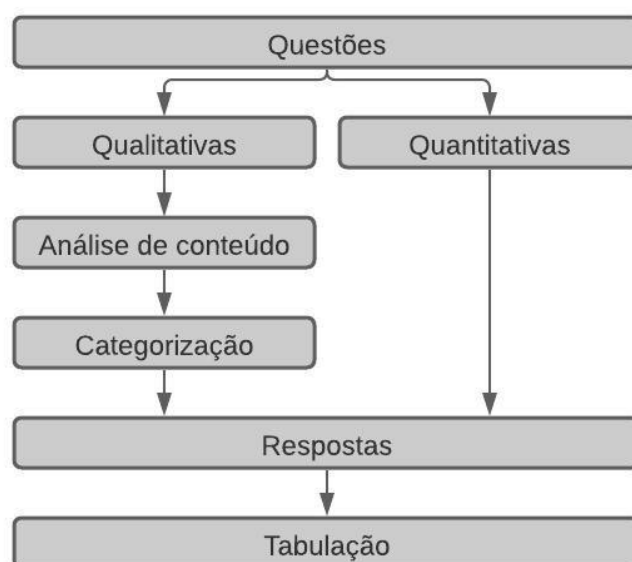 Questões
Qualitativas
Quantitativas
Análise de conteúdo
Categorização
Respostas
Tabulação